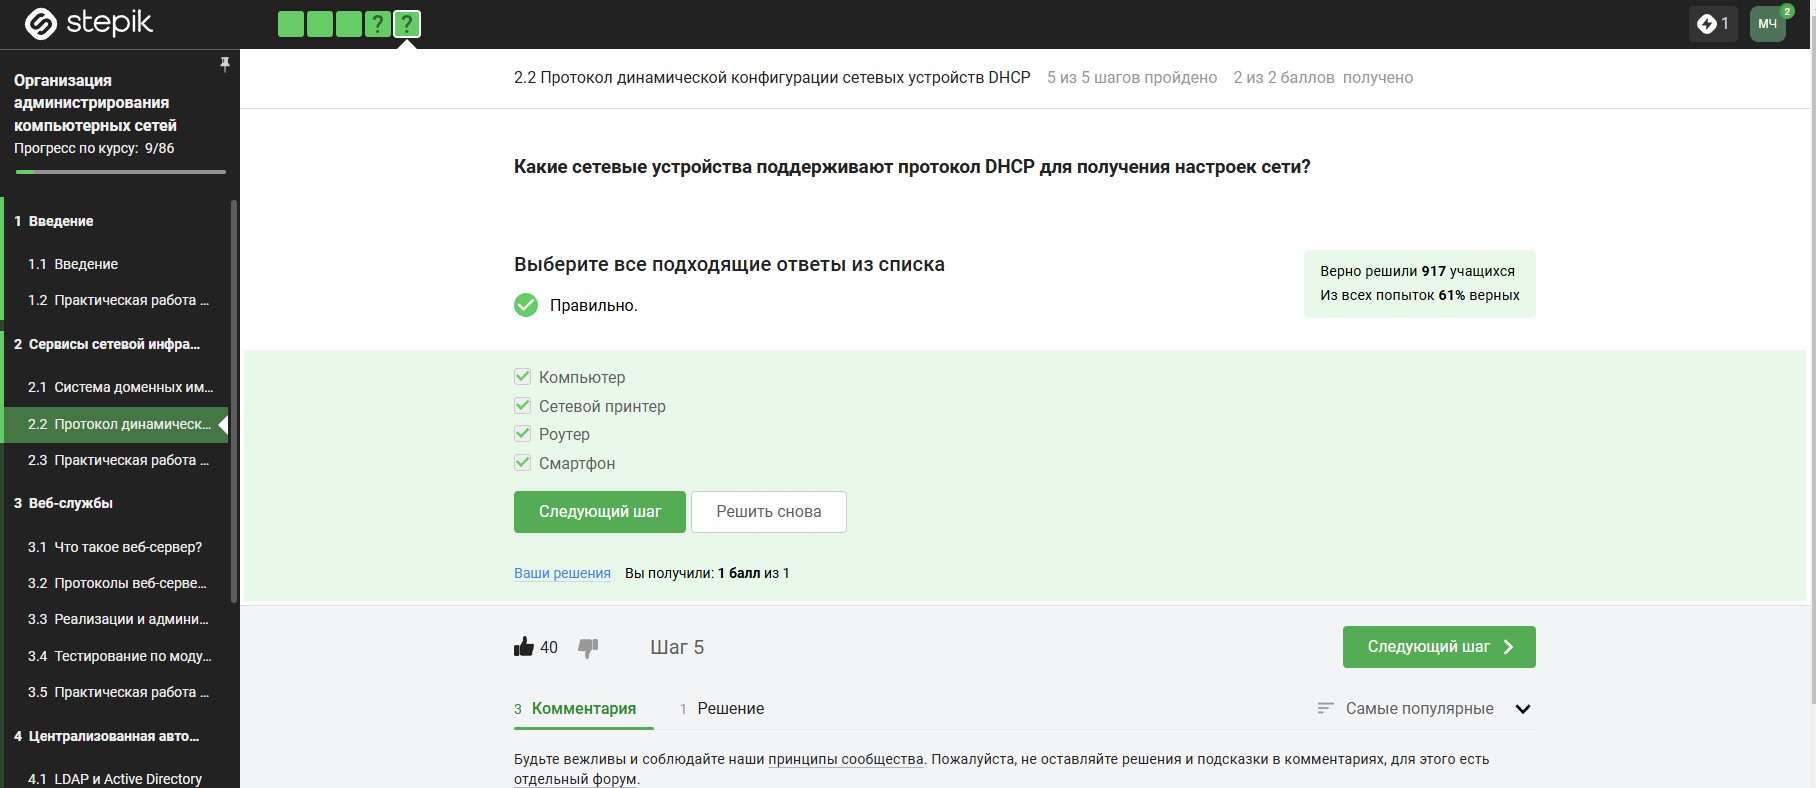 stepik
? ?
1
МЧ
2
Организация
администрирования
компьютерных сетей
Прогресс по курсу: 9/86
1 Введение
1.1 Введение
1.2 Практическая работа ...
2 Сервисы сетевой инфра...
2.1 Система доменных им...
2.2 Протокол динамическ...
2.3 Практическая работа ...
3 Веб-службы
3.1 Что такое веб-сервер?
3.2 Протоколы веб-серве...
3.3 Реализации и админи...
3.4 Тестирование по моду...
3.5 Практическая работа ...
4 Централизованная авто...
4.1 LDAP и Active Directory
2.2 Протокол динамической конфигурации сетевых устройств DHCP 5 из 5 шагов пройдено 2 из 2 баллов получено
Какие сетевые устройства поддерживают протокол DHCP для получения настроек сети?
Выберите все подходящие ответы из списка
Правильно.
Верно решили 917 учащихся
Из всех попыток 61% верных
Компьютер
Сетевой принтер
Роутер
Смартфон
Следующий шаг Решить снова
Ваши решения Вы получили: 1 балл из 1
40 Шаг 5 Следующий шаг
3 Комментария 1 Решение Самые популярные
Будьте вежливы и соблюдайте наши принципы сообщества. Пожалуйста, не оставляйте решения и подсказки в комментариях, для этого есть
отдельный форум.